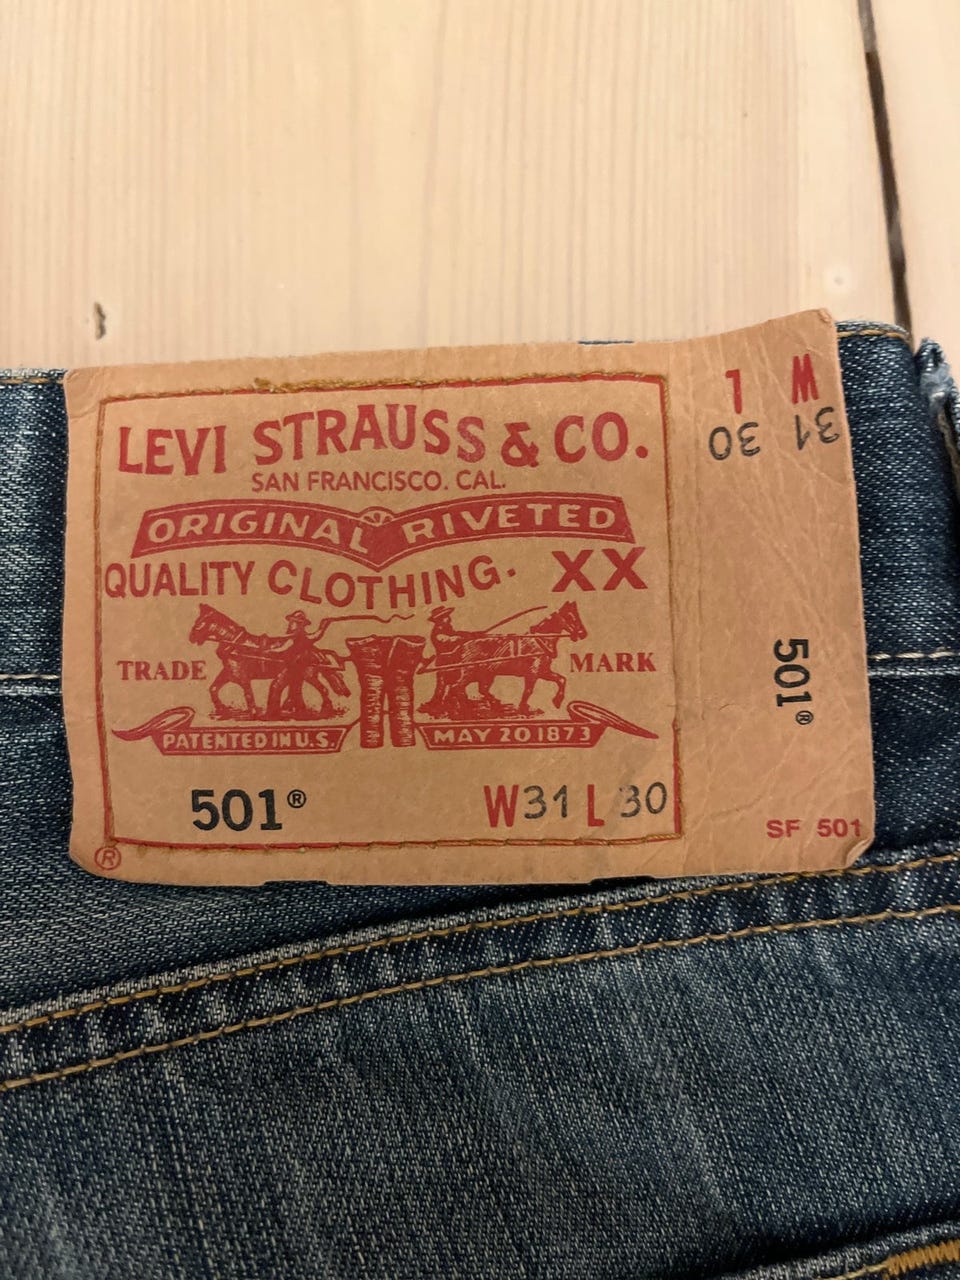 LEVI STRAUSS & CO.
SAN FRANCISCO. CAL.
ORIGINAL RIVETED
QUALITY CLOTHING. XX
TRADE MARK
PATENTED IN U.S. MAY 20 1873
501® W31 L30
®
W L
31 30
501®
SF 501